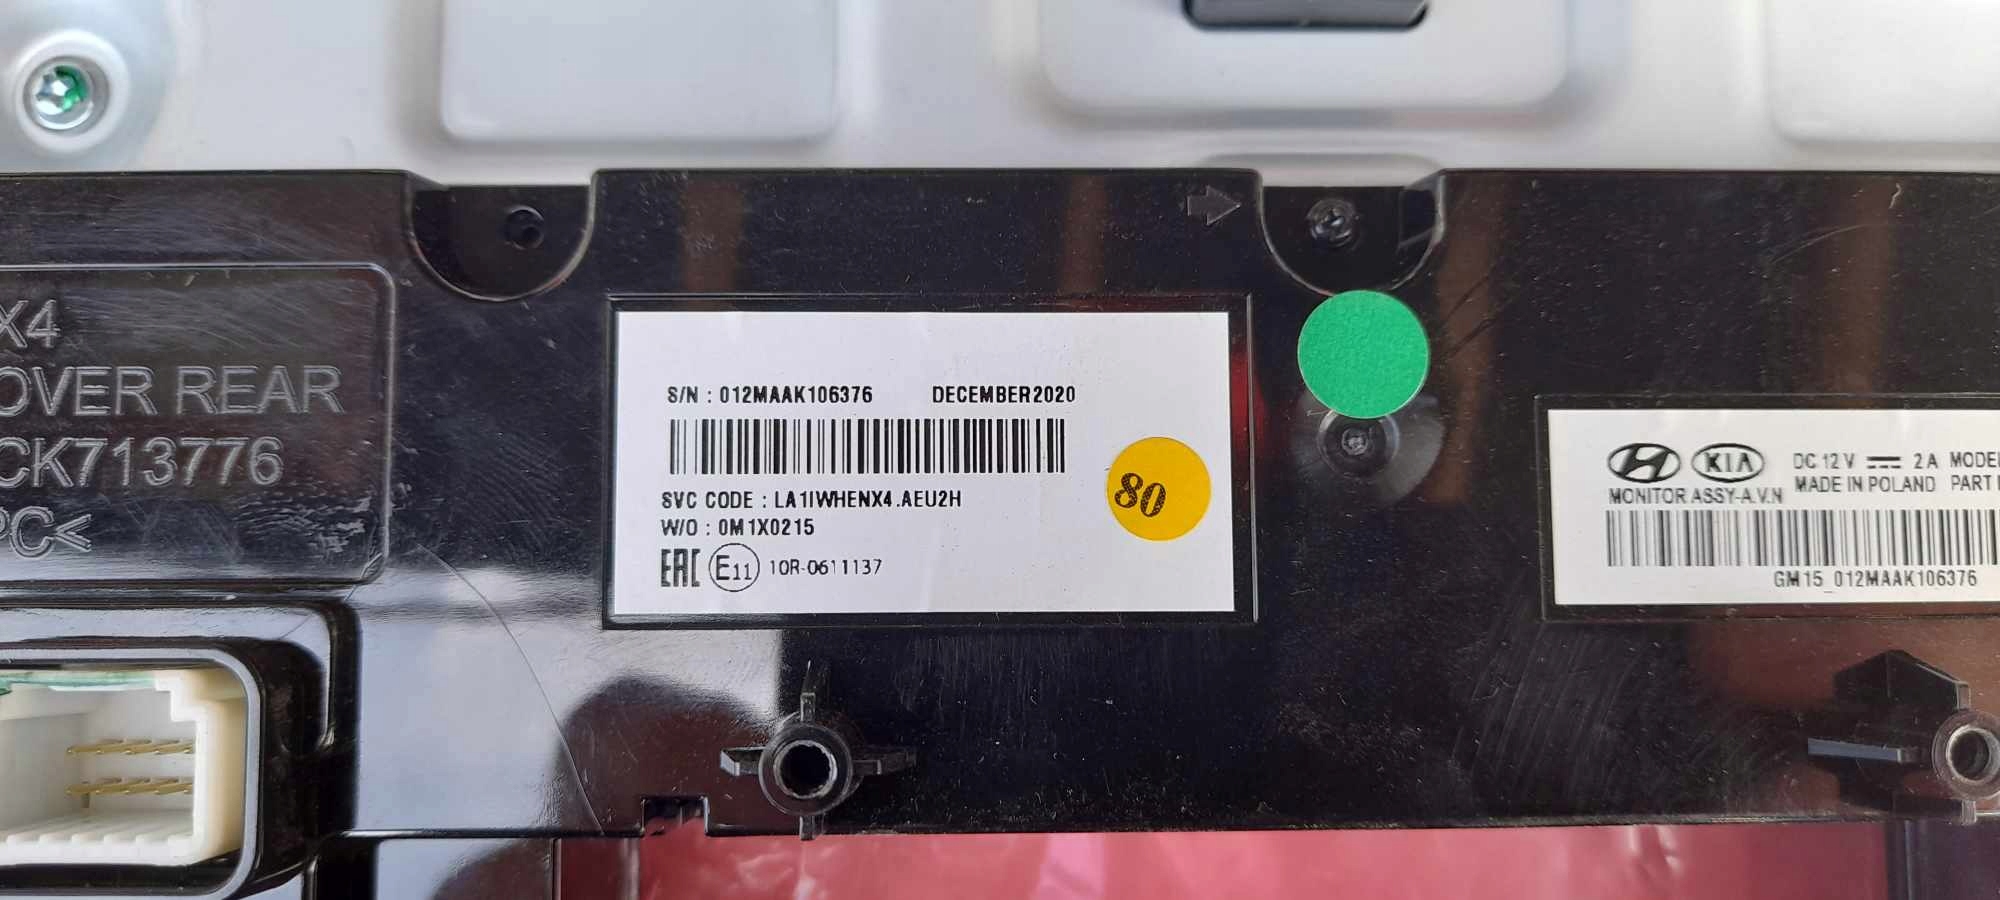 X4
OVER REAR
CK713776
PC<
S/N : 012MAAK106376 DECEMBER2020
SVC CODE : LA1IWHENX4.AEU2H
W/O : 0M1X0215
EAC E11 10R-0611137
80
KIA DC 12 V 2 A MODE
MONITOR ASSY-A.V.N MADE IN POLAND PART
GM15_012MAAK106376